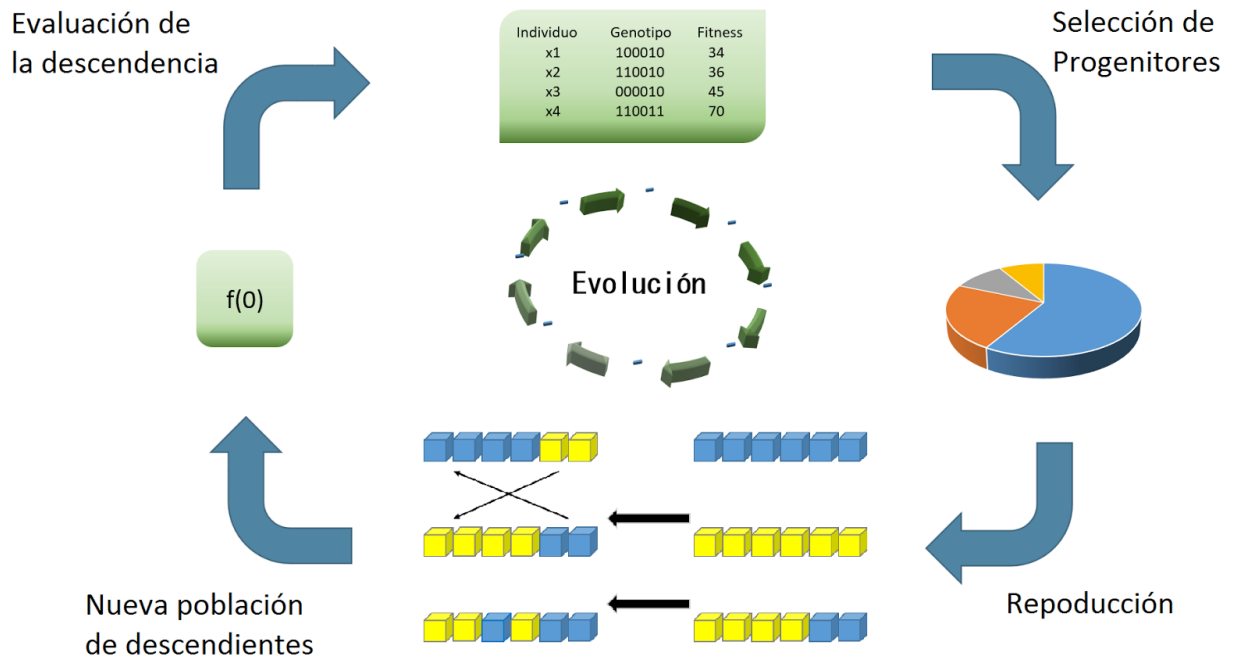 Evaluación de
la descendencia
Individuo Genotipo Fitness
x1 100010 34
x2 110010 36
x3 000010 45
x4 110011 70
Selección de
Progenitores
Evolución
f(0)
Nueva población
de descendientes
Repoducción